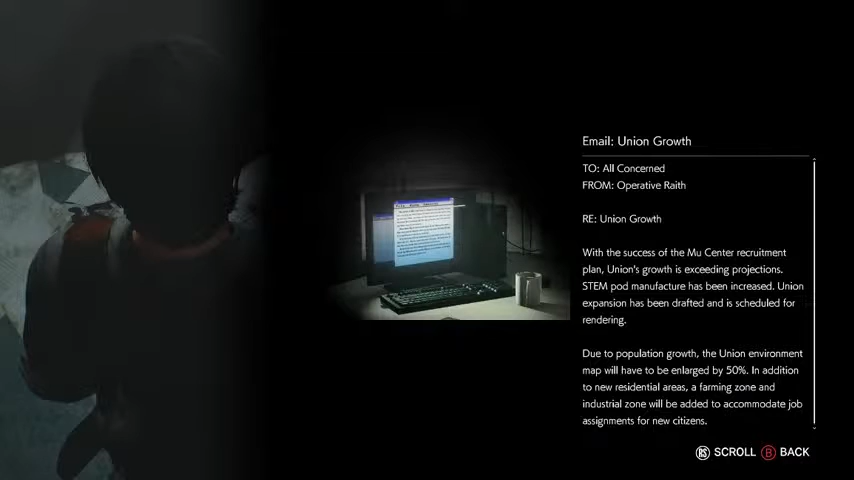 Email: Union Growth
TO: All Concerned
FROM: Operative Raith
RE: Union Growth
With the success of the Mu Center recruitment
plan, Union's growth is exceeding projections.
STEM pod manufacture has been increased. Union
expansion has been drafted and is scheduled for
rendering.
Due to population growth, the Union environment
map will have to be enlarged by 50%. In addition
to new residential areas, a farming zone and
industrial zone will be added to accommodate job
assignments for new citizens.
RS SCROLL B BACK